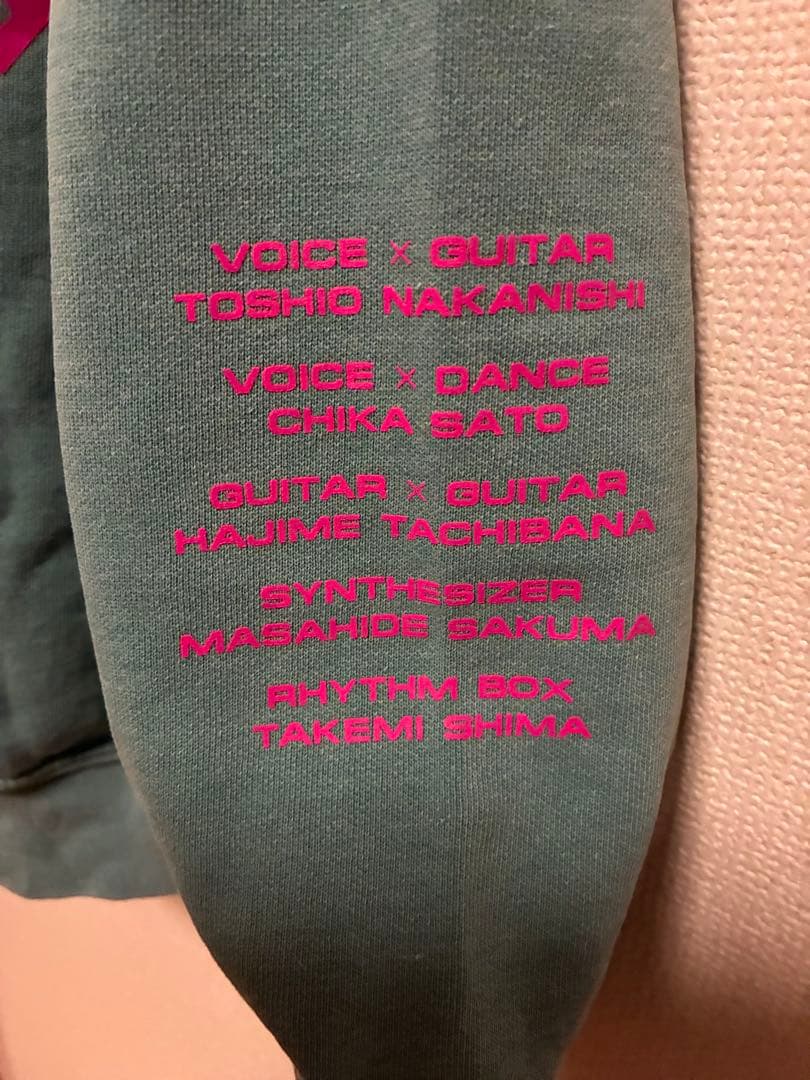 VOICE × GUITAR
TOSHIO NAKANISHI
VOICE × DANCE
CHIKA SATO
GUITAR × GUITAR
HAJIME TACHIBANA
SYNTHESIZER
MASAHIDE SAKUMA
RHYTHM BOX
TAKEMI SHIMA